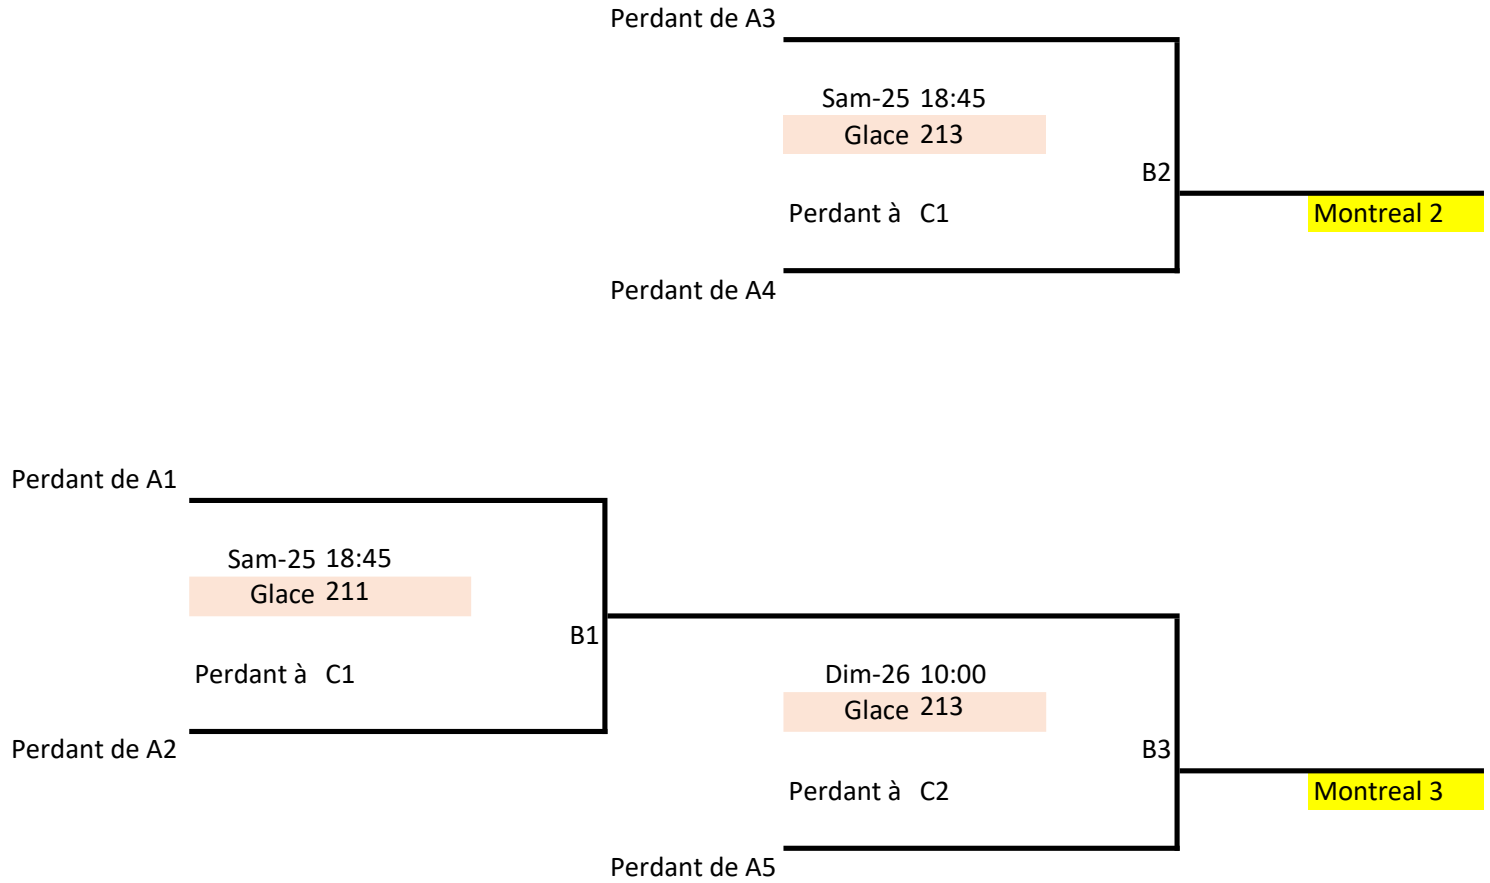 Perdant de A3
Sam-25 18:45
Glace 213
B2
Perdant à C1
Montreal 2
Perdant de A4
Perdant de A1
Sam-25 18:45
Glace 211
B1
Perdant à C1
Dim-26 10:00
Glace 213
Perdant de A2
B3
Perdant à C2
Montreal 3
Perdant de A5